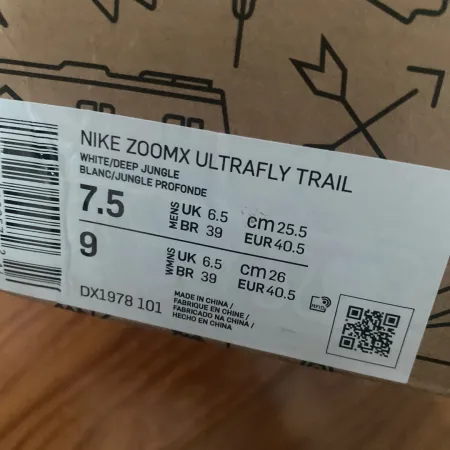 NIKE ZOOMX ULTRAFLY TRAIL
WHITE/DEEP JUNGLE
BLANC/JUNGLE PROFONDE
7.5 MENS UK 6.5 cm 25.5
BR 39 EUR 40.5
9 WMNS UK 6.5 cm 26
BR 39 EUR 40.5
DX1978 101
MADE IN CHINA /
FABRIQUE EN CHINE /
FABRICADO NA CHINA /
HECHO EN CHINA